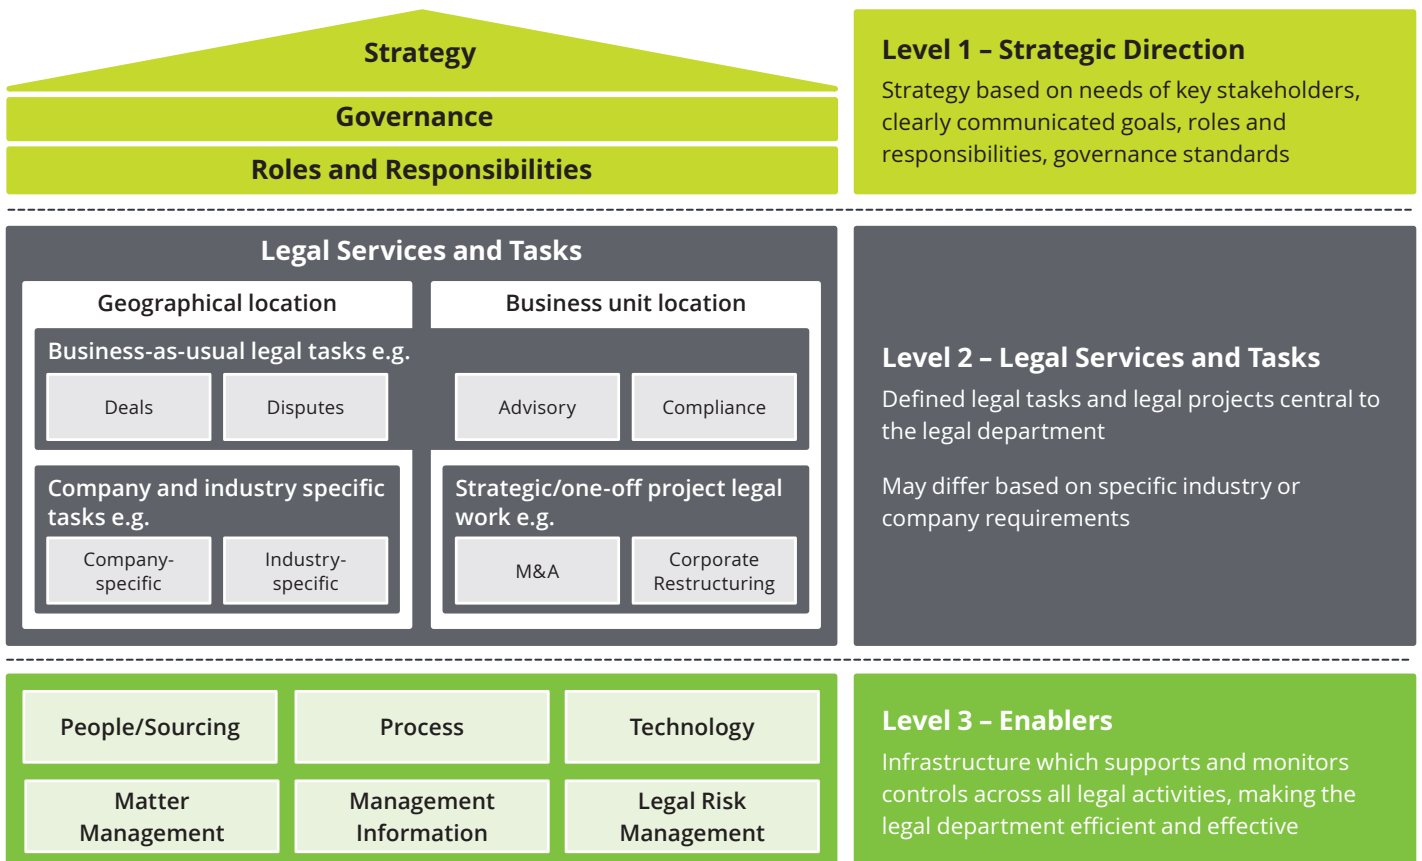 Strategy
Governance
Roles and Responsibilities
Level 1 – Strategic Direction
Strategy based on needs of key stakeholders,
clearly communicated goals, roles and
responsibilities, governance standards
Legal Services and Tasks
Geographical location
Business unit location
Business-as-usual legal tasks e.g.
Deals
Disputes
Advisory
Compliance
Company and industry specific
tasks e.g.
Company-
specific
Industry-
specific
Strategic/one-off project legal
work e.g.
M&A
Corporate
Restructuring
Level 2 – Legal Services and Tasks
Defined legal tasks and legal projects central to
the legal department
May differ based on specific industry or
company requirements
People/Sourcing
Process
Technology
Matter
Management
Management
Information
Legal Risk
Management
Level 3 – Enablers
Infrastructure which supports and monitors
controls across all legal activities, making the
legal department efficient and effective